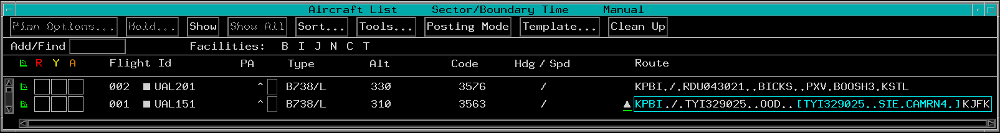 Aircraft List Sector/Boundary Time Manual
Plan Options... Hold... Show Show All Sort... Tools... Posting Mode Template... Clean Up
Add/Find Facilities: B I J N C T
R Y A Flight Id PA Type Alt Code Hdg / Spd Route
002 UAL201 ^ B738/L 330 3576 / KPBI./.RDU043021..BICKS..PXV.BOOSH3.KSTL
001 UAL151 ^ B738/L 310 3563 / KPBI./.TYI329025..OOD..[TYI329025..SIE.CAMRN4.]KJFK